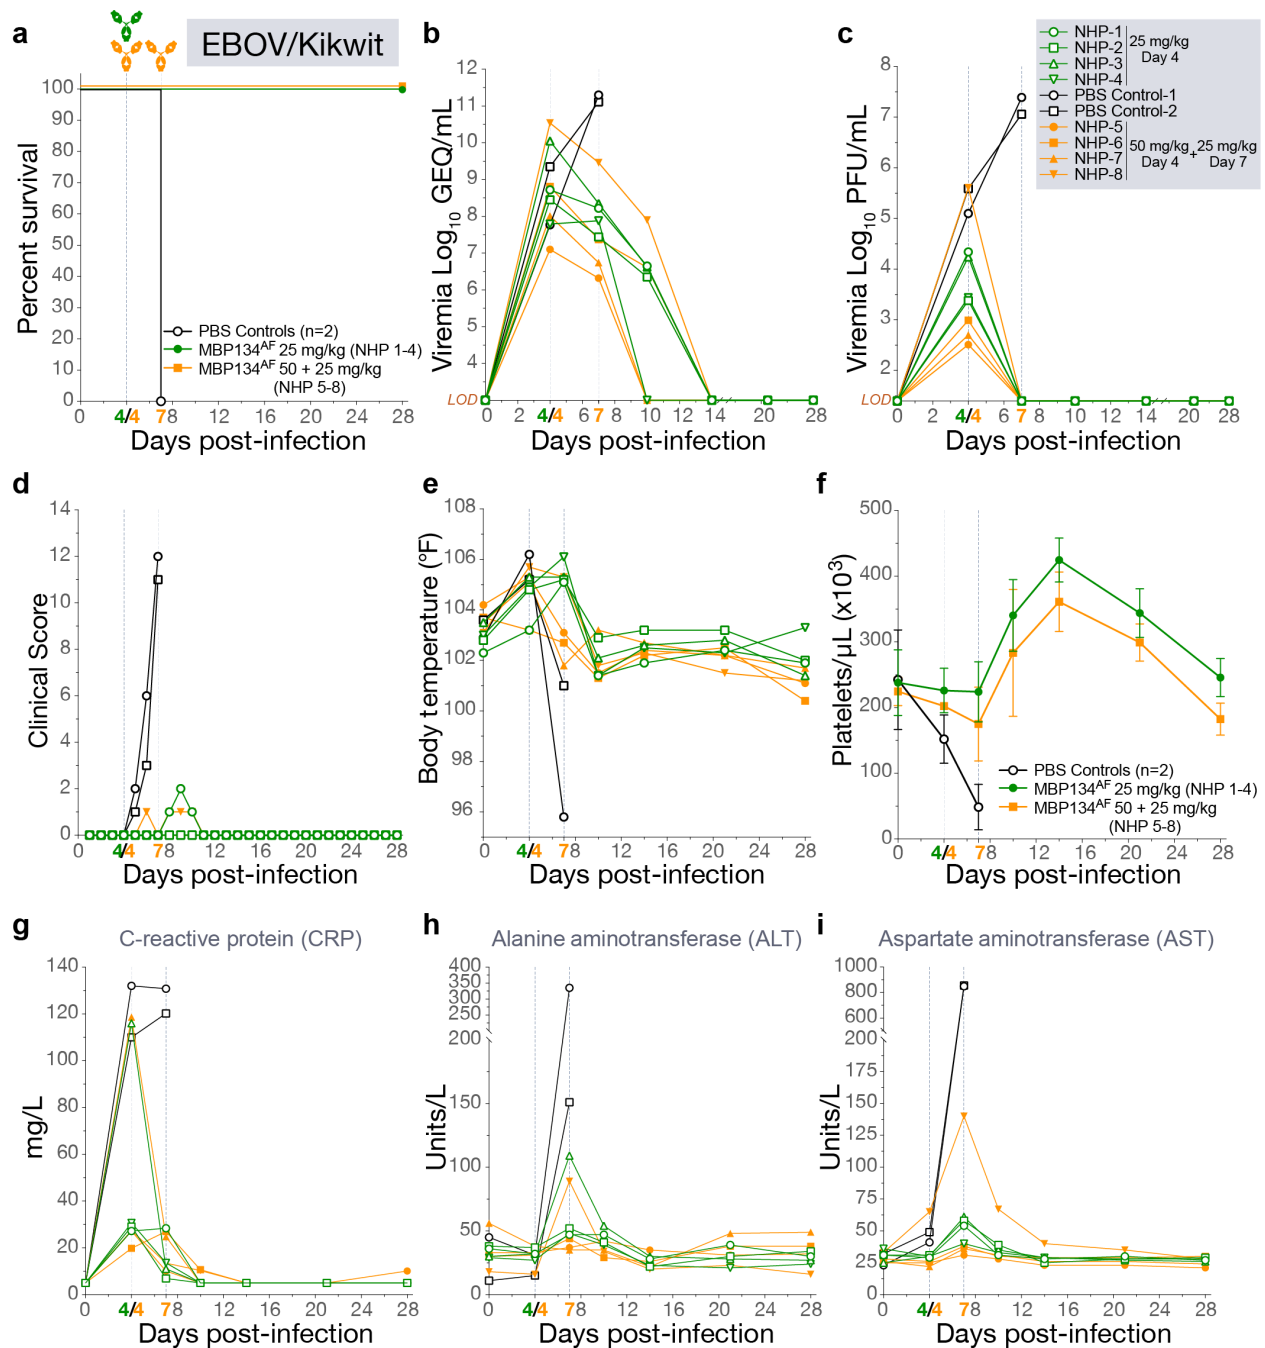 a
EBOV/Kikwit
Percent survival
100
90
80
70
60
50
40
30
20
10
0
PBS Controls (n=2)
MBP134AF 25 mg/kg (NHP 1-4)
MBP134AF 50 + 25 mg/kg
(NHP 5-8)
0 4/4 7 8 12 16 20 24 28
Days post-infection
b
Viremia Log10 GEQ/mL
12
11
10
9
8
7
6
5
4
LOD
0 2 4/4 6 7 8 10 12 14 20 28
Days post-infection
c
Viremia Log10 PFU/mL
8
7
6
5
4
3
2
LOD
0 2 4/4 6 7 8 10 12 14 20 28
Days post-infection
NHP-1
NHP-2
NHP-3
NHP-4
25 mg/kg
Day 4
PBS Control-1
PBS Control-2
NHP-5
NHP-6
NHP-7
NHP-8
50 mg/kg + 25 mg/kg
Day 4 Day 7
d
Clinical Score
14
12
10
8
6
4
2
0
0 4/4 7 8 12 16 20 24 28
Days post-infection
e
Body temperature (°F)
108
106
104
102
100
98
96
0 4/4 7 8 12 16 20 24 28
Days post-infection
f
Platelets/µL (x10³)
500
400
300
200
100
0
PBS Controls (n=2)
MBP134AF 25 mg/kg (NHP 1-4)
MBP134AF 50 + 25 mg/kg
(NHP 5-8)
0 4/4 7 8 12 16 20 24 28
Days post-infection
g
C-reactive protein (CRP)
mg/L
140
120
100
80
60
40
20
0
0 4/4 7 8 12 16 20 24 28
Days post-infection
h
Alanine aminotransferase (ALT)
Units/L
400
350
300
250
200
150
100
50
0
0 4/4 7 8 12 16 20 24 28
Days post-infection
i
Aspartate aminotransferase (AST)
Units/L
1000
800
600
200
175
150
125
100
75
50
25
0
0 4/4 7 8 12 16 20 24 28
Days post-infection